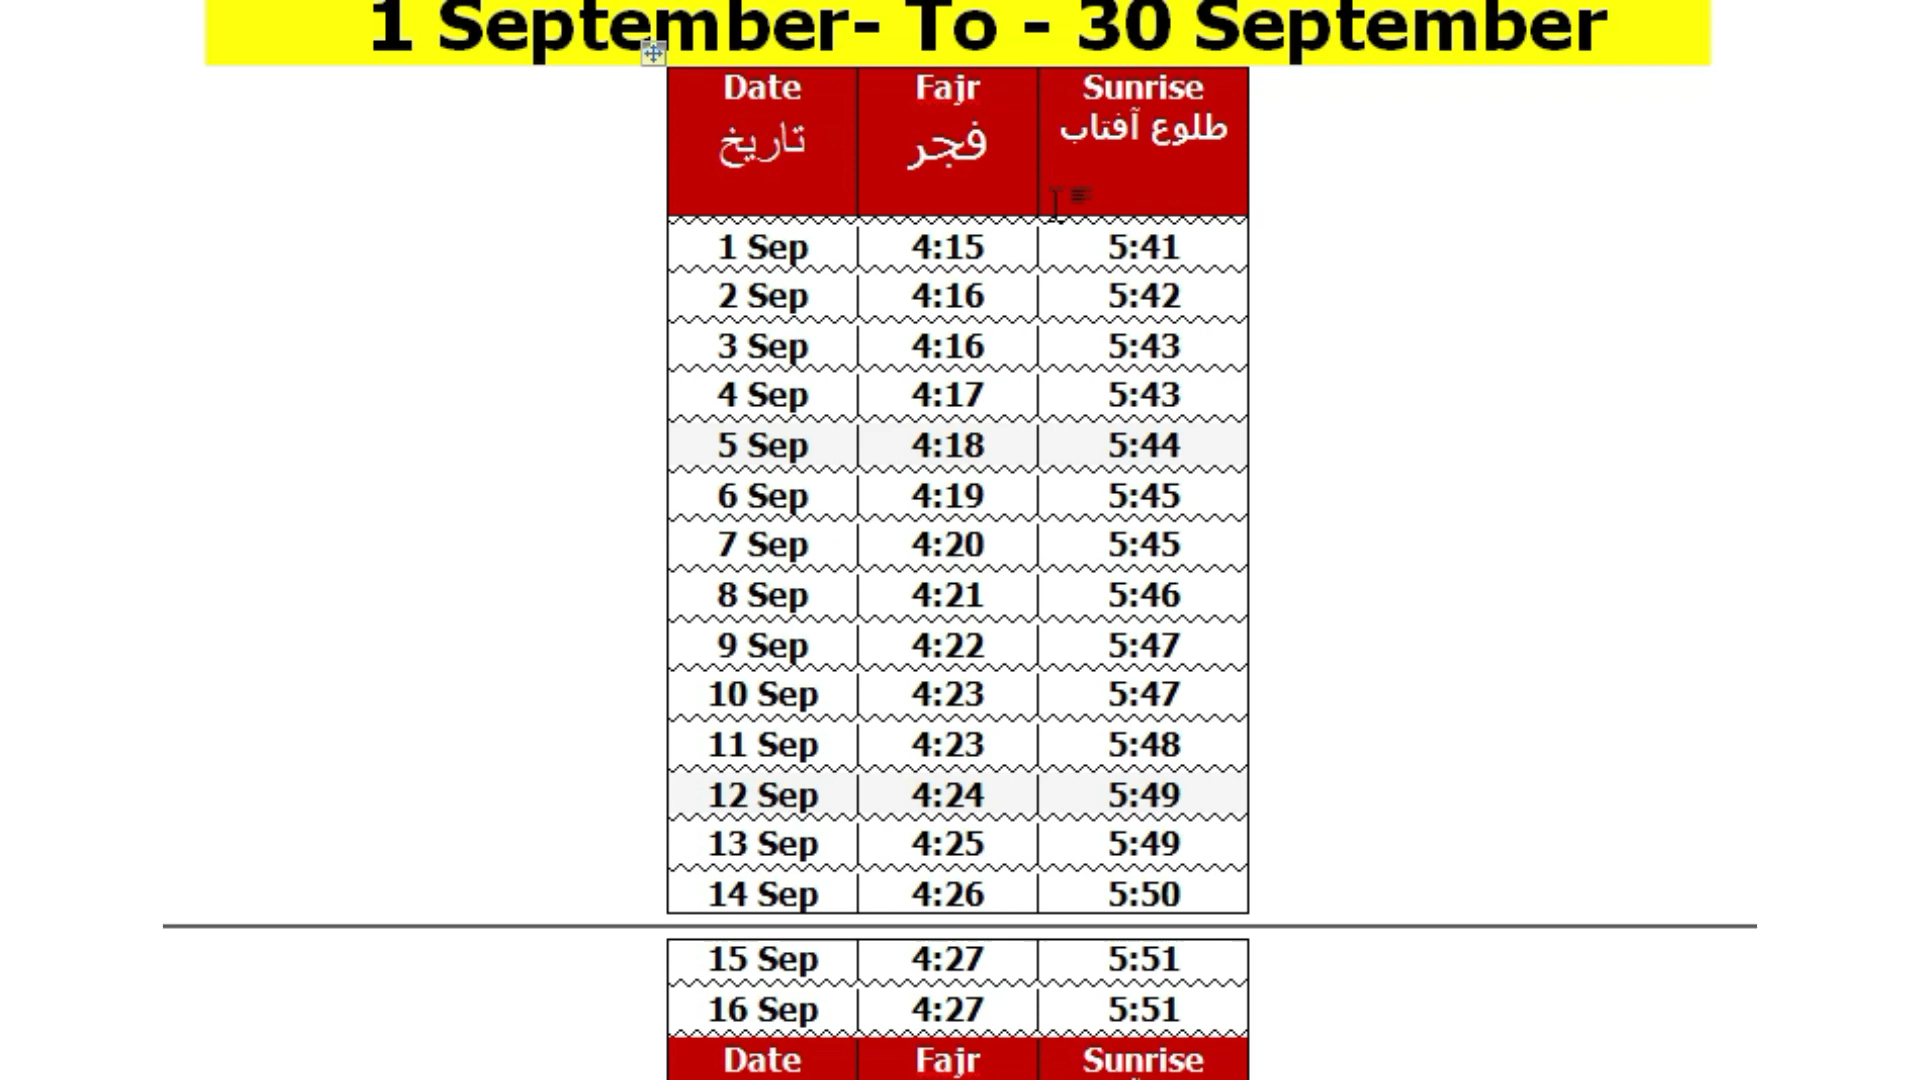 1 September- To - 30 September
Date Fajr Sunrise
تاريخ فجر طلوع آفتاب
1 Sep 4:15 5:41
2 Sep 4:16 5:42
3 Sep 4:16 5:43
4 Sep 4:17 5:43
5 Sep 4:18 5:44
6 Sep 4:19 5:45
7 Sep 4:20 5:45
8 Sep 4:21 5:46
9 Sep 4:22 5:47
10 Sep 4:23 5:47
11 Sep 4:23 5:48
12 Sep 4:24 5:49
13 Sep 4:25 5:49
14 Sep 4:26 5:50
15 Sep 4:27 5:51
16 Sep 4:27 5:51
Date Fajr Sunrise